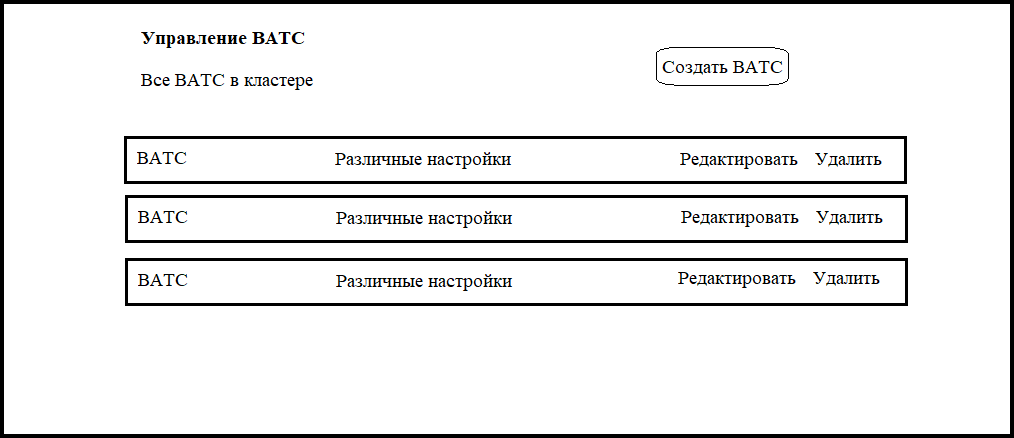 Управление ВАТС
Создать ВАТС
Все ВАТС в кластере
ВАТС Различные настройки Редактировать Удалить
ВАТС Различные настройки Редактировать Удалить
ВАТС Различные настройки Редактировать Удалить